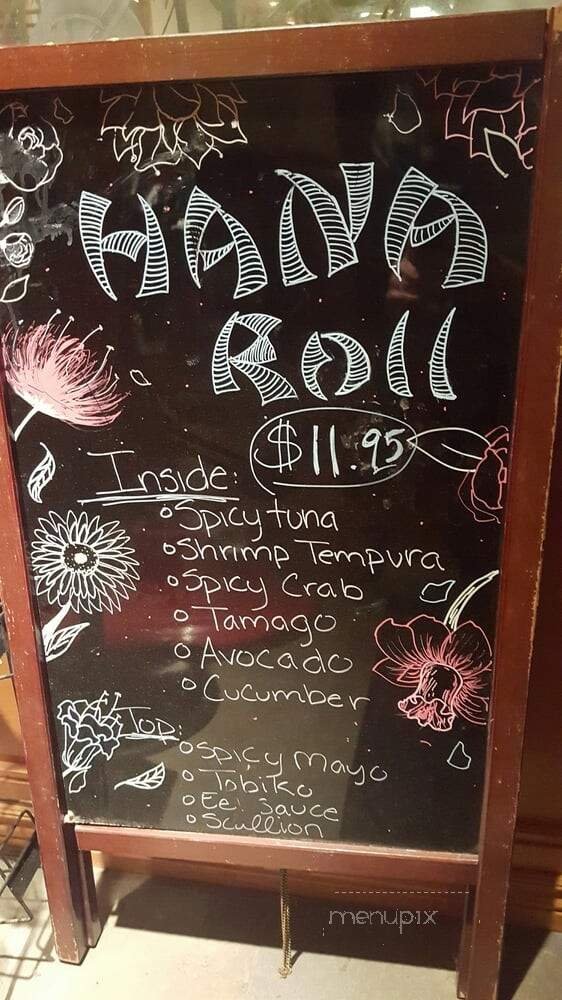 HANA
Roll
$11.95
Inside:
Spicy tuna
Shrimp Tempura
Spicy Crab
Tamago
Avocado
Cucumber
Top:
Spicy Mayo
Tobiko
Eel Sauce
Scullion
menupix